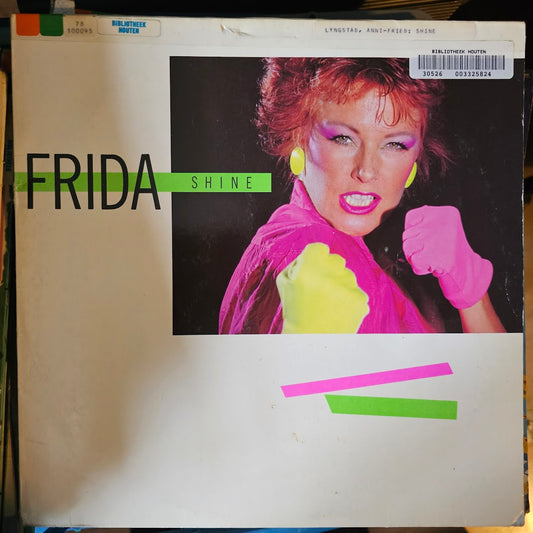 78
100095
BIBLIOTHEEK
HOUTEN
LYNGSTAD, ANNI-FRIED: SHINE
BIBLIOTHEEK HOUTEN
30526 003325824
FRIDA SHINE